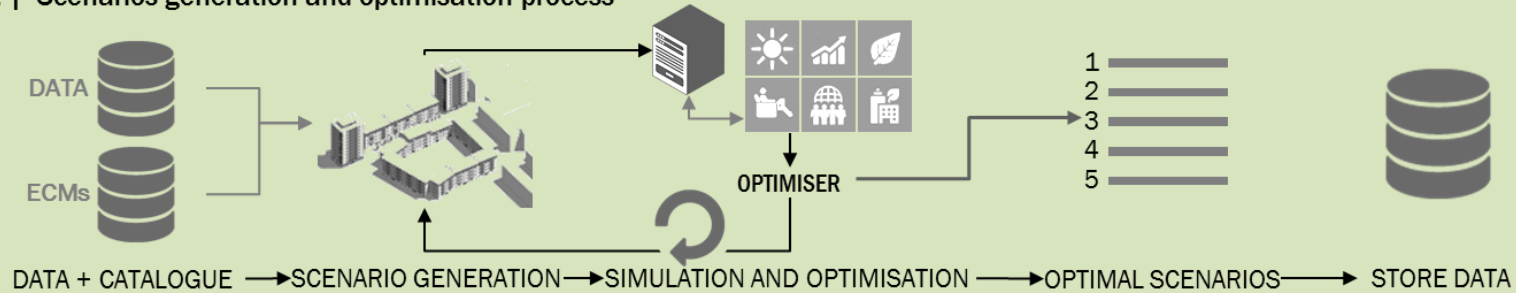 Scenarios generation and optimisation process
DATA
ECMs
OPTIMISER
1
2
3
4
5
DATA + CATALOGUE
SCENARIO GENERATION
SIMULATION AND OPTIMISATION
OPTIMAL SCENARIOS
STORE DATA